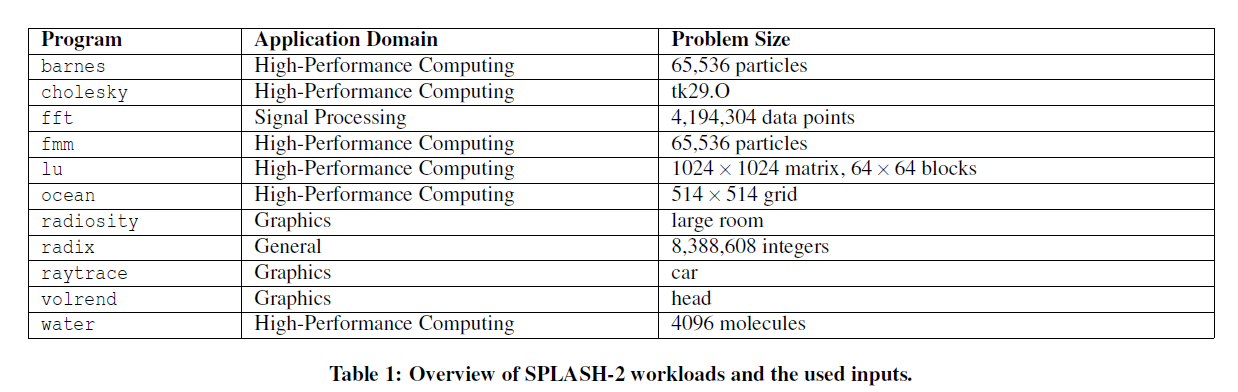 Program Application Domain Problem Size
barnes High-Performance Computing 65,536 particles
cholesky High-Performance Computing tk29.O
fft Signal Processing 4,194,304 data points
fmm High-Performance Computing 65,536 particles
lu High-Performance Computing 1024 × 1024 matrix, 64 × 64 blocks
ocean High-Performance Computing 514 × 514 grid
radiosity Graphics large room
radix General 8,388,608 integers
raytrace Graphics car
volrend Graphics head
water High-Performance Computing 4096 molecules
Table 1: Overview of SPLASH-2 workloads and the used inputs.